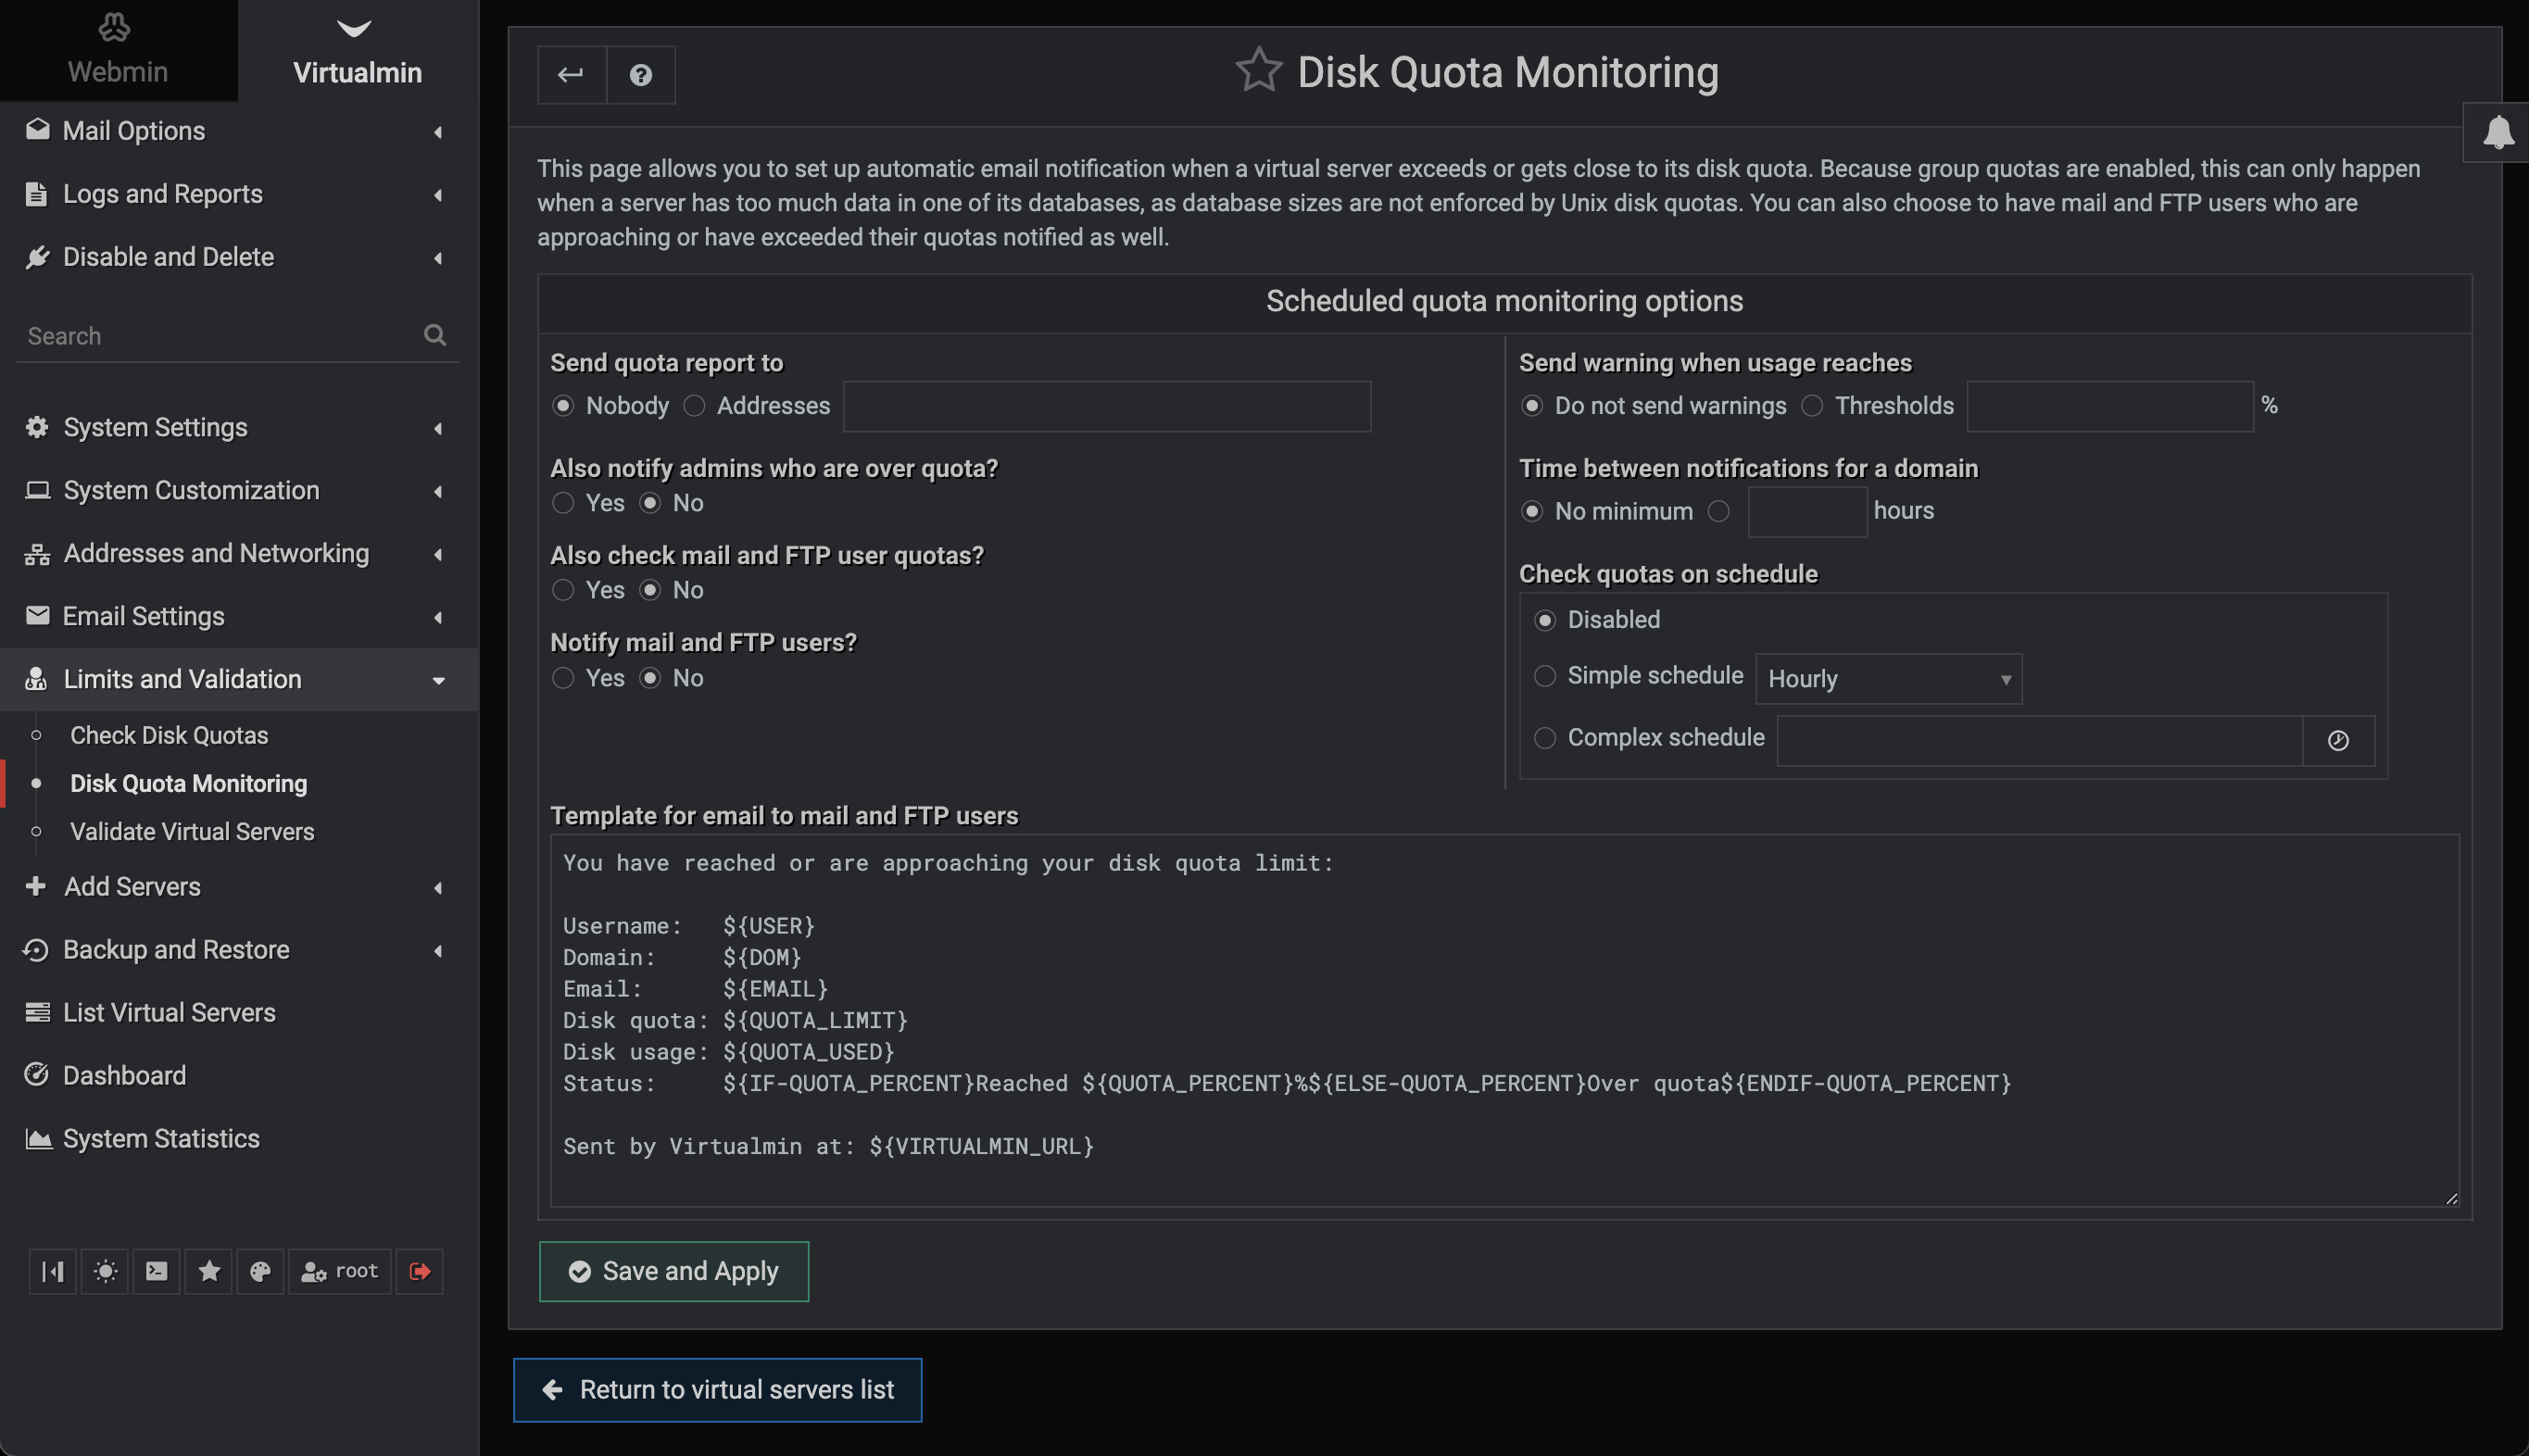 Webmin
Virtualmin
Mail Options
Logs and Reports
Disable and Delete
Search
System Settings
System Customization
Addresses and Networking
Email Settings
Limits and Validation
Check Disk Quotas
Disk Quota Monitoring
Validate Virtual Servers
Add Servers
Backup and Restore
List Virtual Servers
Dashboard
System Statistics
root
Disk Quota Monitoring
This page allows you to set up automatic email notification when a virtual server exceeds or gets close to its disk quota. Because group quotas are enabled, this can only happen
when a server has too much data in one of its databases, as database sizes are not enforced by Unix disk quotas. You can also choose to have mail and FTP users who are
approaching or have exceeded their quotas notified as well.
Scheduled quota monitoring options
Send quota report to
Nobody Addresses
Also notify admins who are over quota?
Yes No
Also check mail and FTP user quotas?
Yes No
Notify mail and FTP users?
Yes No
Send warning when usage reaches
Do not send warnings Thresholds %
Time between notifications for a domain
No minimum hours
Check quotas on schedule
Disabled
Simple schedule Hourly
Complex schedule
Template for email to mail and FTP users
You have reached or are approaching your disk quota limit:
Username: ${USER}
Domain: ${DOM}
Email: ${EMAIL}
Disk quota: ${QUOTA_LIMIT}
Disk usage: ${QUOTA_USED}
Status: ${IF-QUOTA_PERCENT}Reached ${QUOTA_PERCENT}%${ELSE-QUOTA_PERCENT}Over quota${ENDIF-QUOTA_PERCENT}
Sent by Virtualmin at: ${VIRTUALMIN_URL}
Save and Apply
Return to virtual servers list